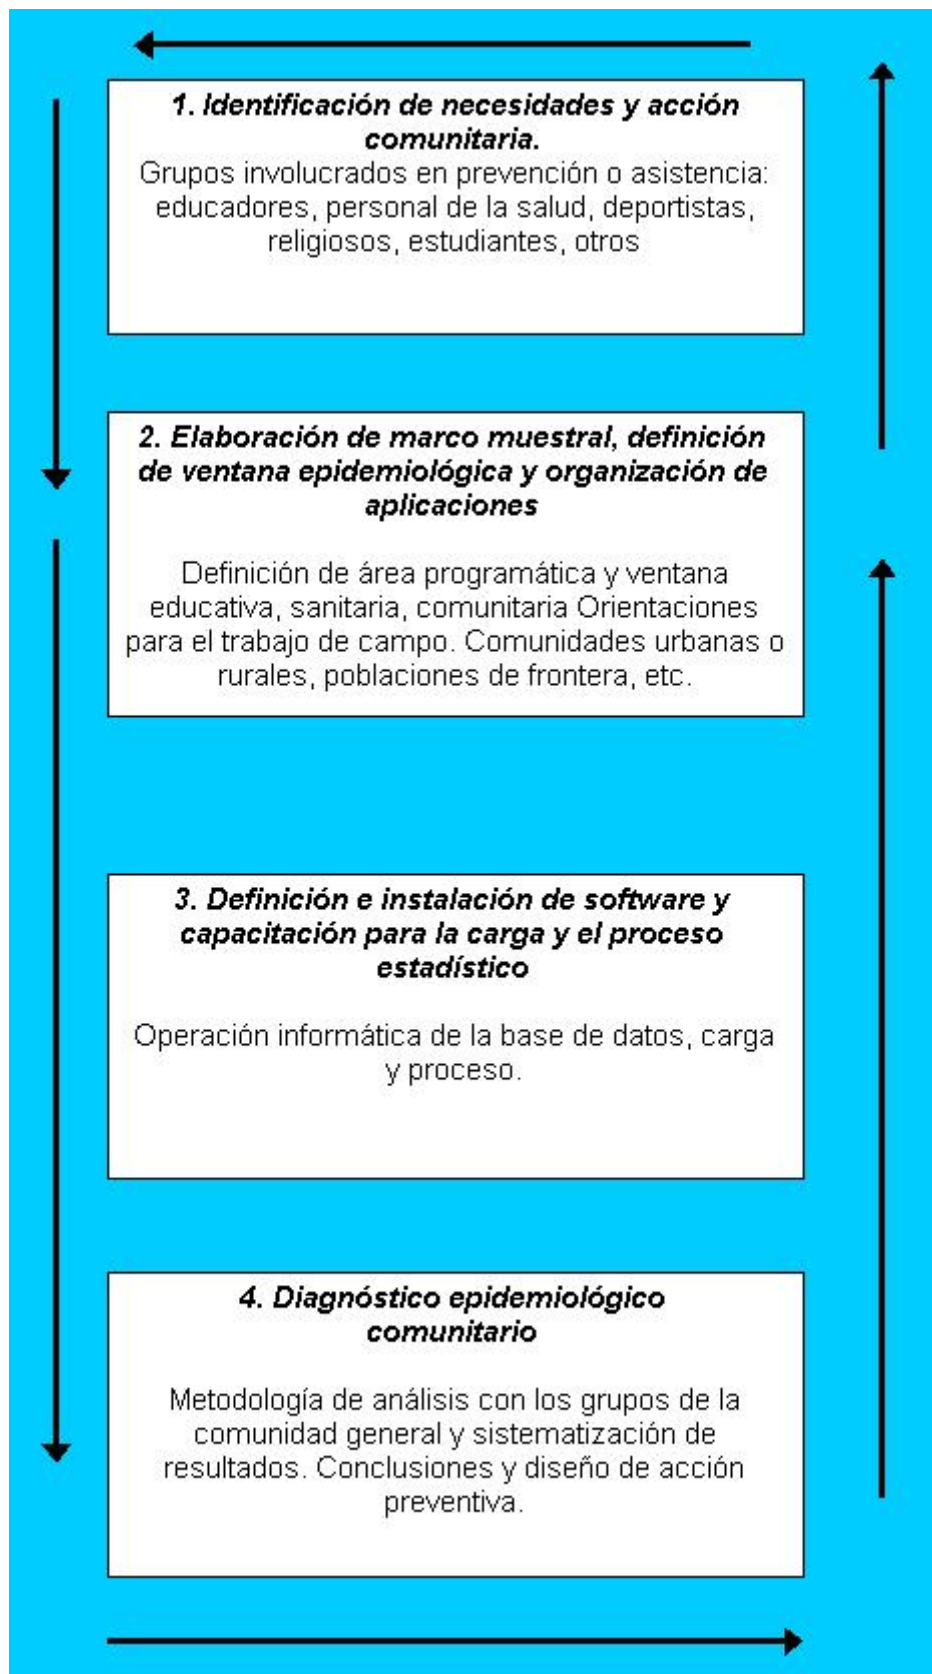 1. Identificación de necesidades y acción
comunitaria.
Grupos involucrados en prevención o asistencia:
educadores, personal de la salud, deportistas,
religiosos, estudiantes, otros
2. Elaboración de marco muestral, definición
de ventana epidemiológica y organización de
aplicaciones
Definición de área programática y ventana
educativa, sanitaria, comunitaria Orientaciones
para el trabajo de campo. Comunidades urbanas o
rurales, poblaciones de frontera, etc.
3. Definición e instalación de software y
capacitación para la carga y el proceso
estadístico
Operación informática de la base de datos, carga
y proceso.
4. Diagnóstico epidemiológico
comunitario
Metodología de análisis con los grupos de la
comunidad general y sistematización de
resultados. Conclusiones y diseño de acción
preventiva.